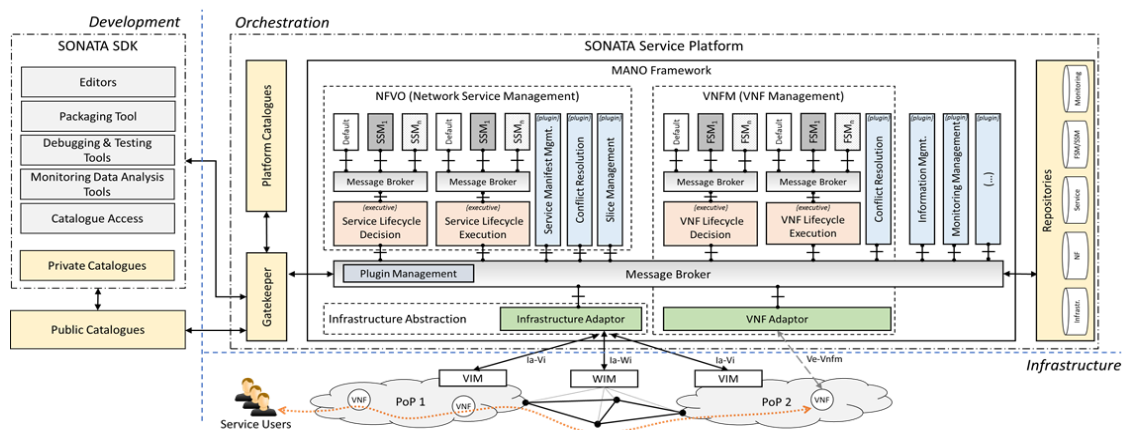 Development
Orchestration
SONATA SDK
Editors
Packaging Tool
Debugging & Testing
Tools
Monitoring Data Analysis
Tools
Catalogue Access
Private Catalogues
Public Catalogues
SONATA Service Platform
Platform Catalogues
Gatekeeper
MANO Framework
NFVO (Network Service Management)
Default
SSM1
SSMn
Message Broker
{executive}
Service Lifecycle
Decision
Default
SSM1
SSMn
Message Broker
{executive}
Service Lifecycle
Execution
{plugin}
Service Manifest Mgmt.
{plugin}
Conflict Resolution
{plugin}
Slice Management
VNFM (VNF Management)
Default
FSM1
FSMn
Message Broker
{executive}
VNF Lifecycle
Decision
Default
FSM1
FSMn
Message Broker
{executive}
VNF Lifecycle
Execution
{plugin}
Conflict Resolution
{plugin}
Information Mgmt.
{plugin}
Monitoring Management
{plugin}
(...)
Plugin Management
Message Broker
Infrastructure Abstraction
Infrastructure Adaptor
VNF Adaptor
Repositories
Monitoring
FSM/SSM
Service
NF
Infrastr.
Infrastructure
Ia-Vi
Ia-Wi
Ia-Vi
Ve-Vnfm
VIM
WIM
VIM
PoP 1
VNF
VNF
PoP 2
VNF
Service Users